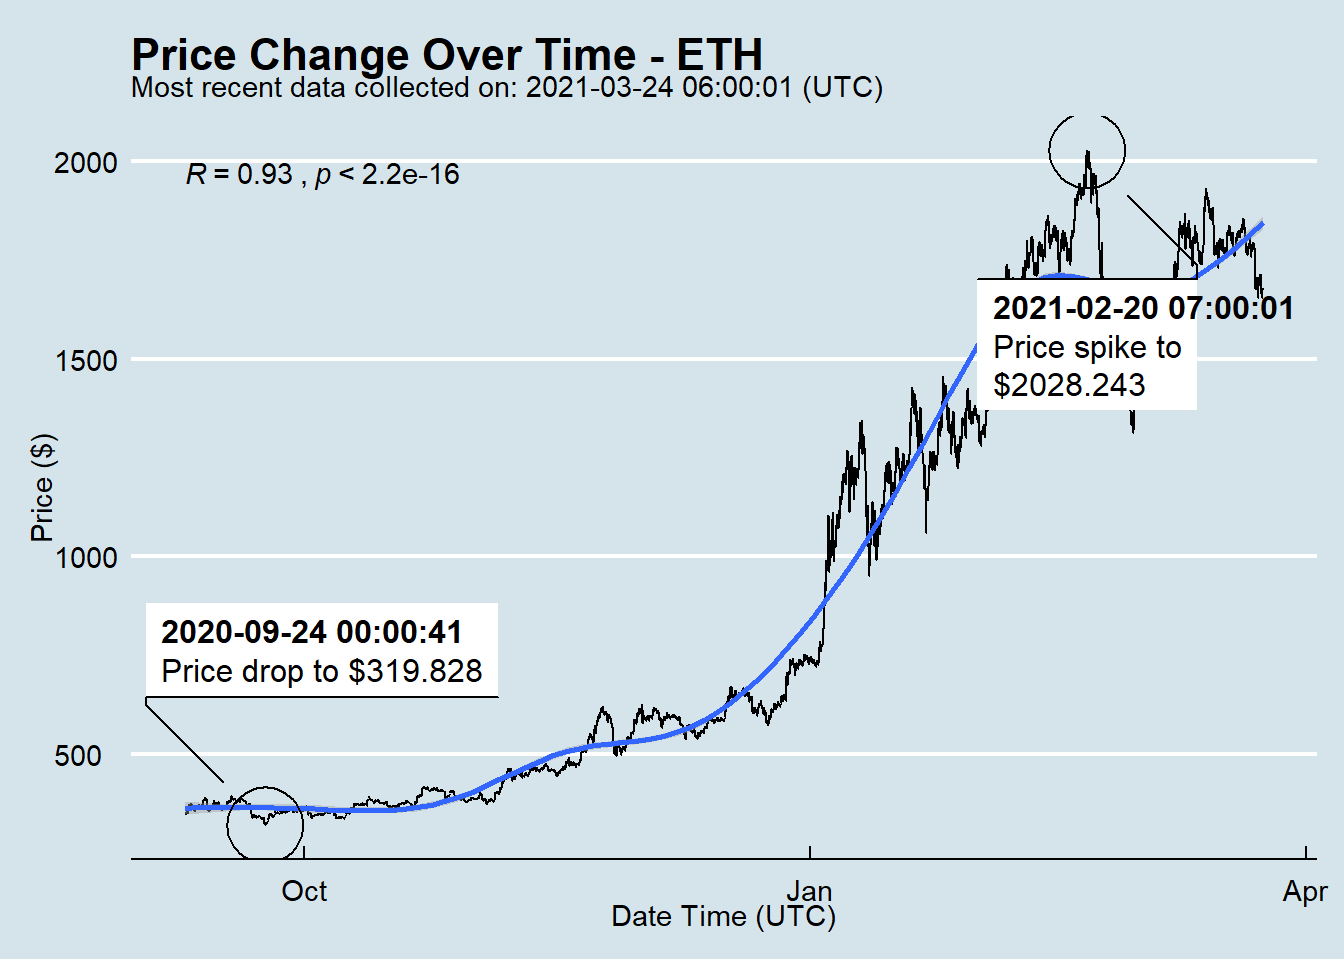 Price Change Over Time - ETH
Most recent data collected on: 2021-03-24 06:00:01 (UTC)
2000
R = 0.93 , p < 2.2e-16
2021-02-20 07:00:01
Price spike to
$2028.243
1500
Price ($)
1000
2020-09-24 00:00:41
Price drop to $319.828
500
Oct
Jan
Apr
Date Time (UTC)